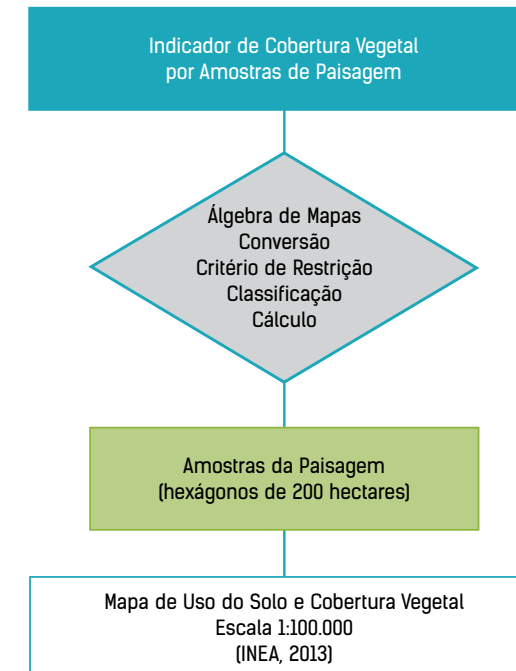 Indicador de Cobertura Vegetal
por Amostras de Paisagem
Álgebra de Mapas
Conversão
Critério de Restrição
Classificação
Cálculo
Amostras da Paisagem
(hexágonos de 200 hectares)
Mapa de Uso do Solo e Cobertura Vegetal
Escala 1:100.000
(INEA, 2013)